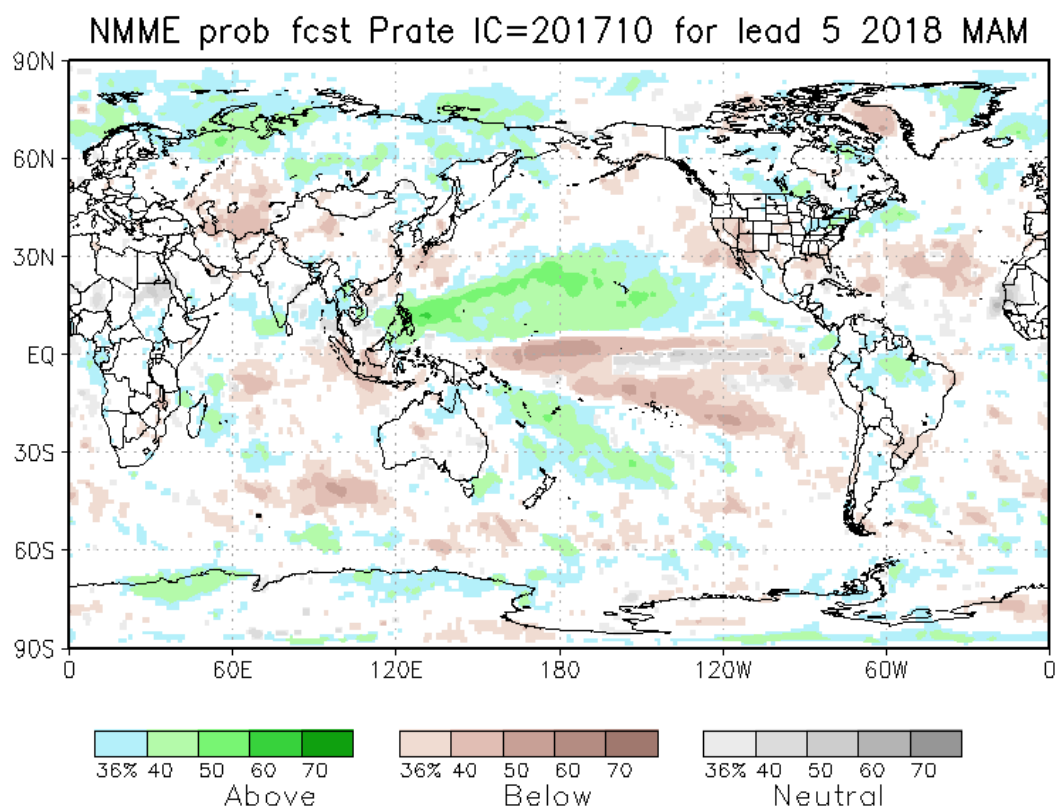 NMME prob fcst Prate IC=201710 for lead 5 2018 MAM
90N
60N
30N
EQ
30S
60S
90S
0 60E 120E 180 120W 60W 0
36% 40 50 60 70 36% 40 50 60 70 36% 40 50 60 70
Above Below Neutral